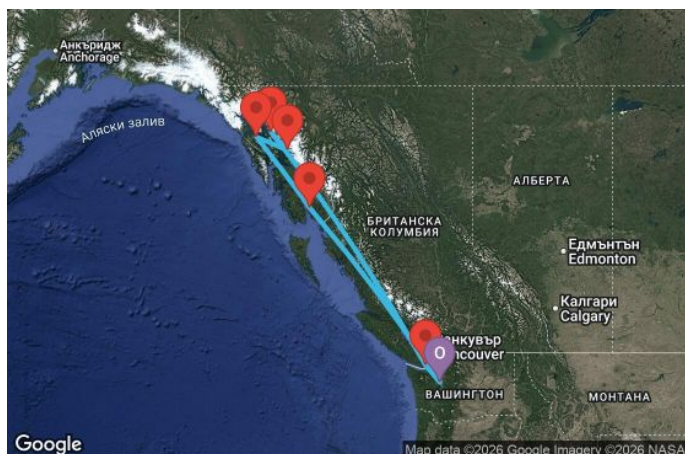 Анкъридж
Anchorage
Аляски залив
АЛБЕРТА
БРИТАНСКА
КОЛУМБИЯ
Едмънтън
Edmonton
Калгари
Calgary
нкувър
ncouver
O
ВАШИНГТОН
МОНТАНА
Google
Map data ©2026 Google Imagery ©2026 NASA